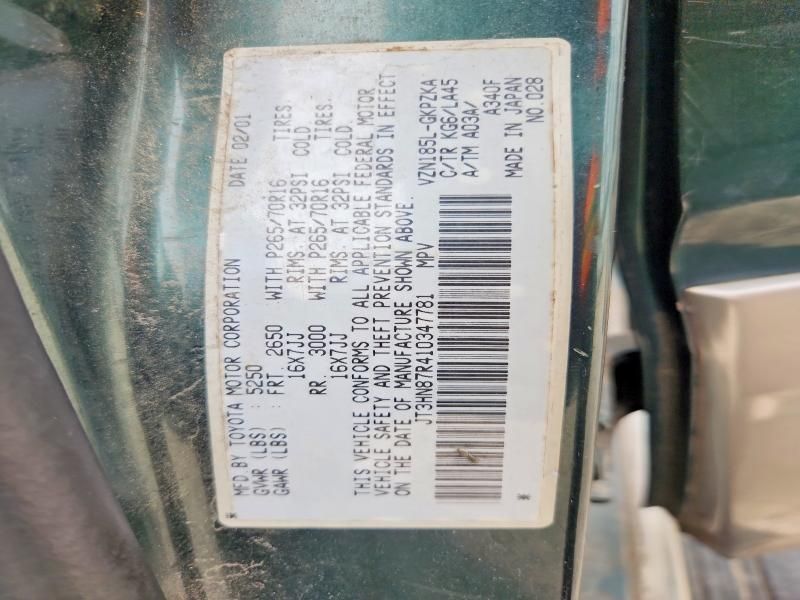 MFD BY TOYOTA MOTOR CORPORATION DATE 02/01
GVWR (LBS) : 5250
GAWR (LBS) : FRT. 2650 WITH P265/70R16 TIRES.
16X7JJ RIMS. AT 32PSI COLD
RR. 3000 WITH P265/70R16 TIRES.
16X7JJ RIMS. AT 32PSI COLD
THIS VEHICLE CONFORMS TO ALL APPLICABLE FEDERAL MOTOR
VEHICLE SAFETY AND THEFT PREVENTION STANDARDS IN EFFECT
ON THE DATE OF MANUFACTURE SHOWN ABOVE.
JT3HN87R410347781 MPV VZN185L-GKPZKA
C/TR KG6/LA45
A/TM A03A/ A340F
MADE IN JAPAN
NO.028